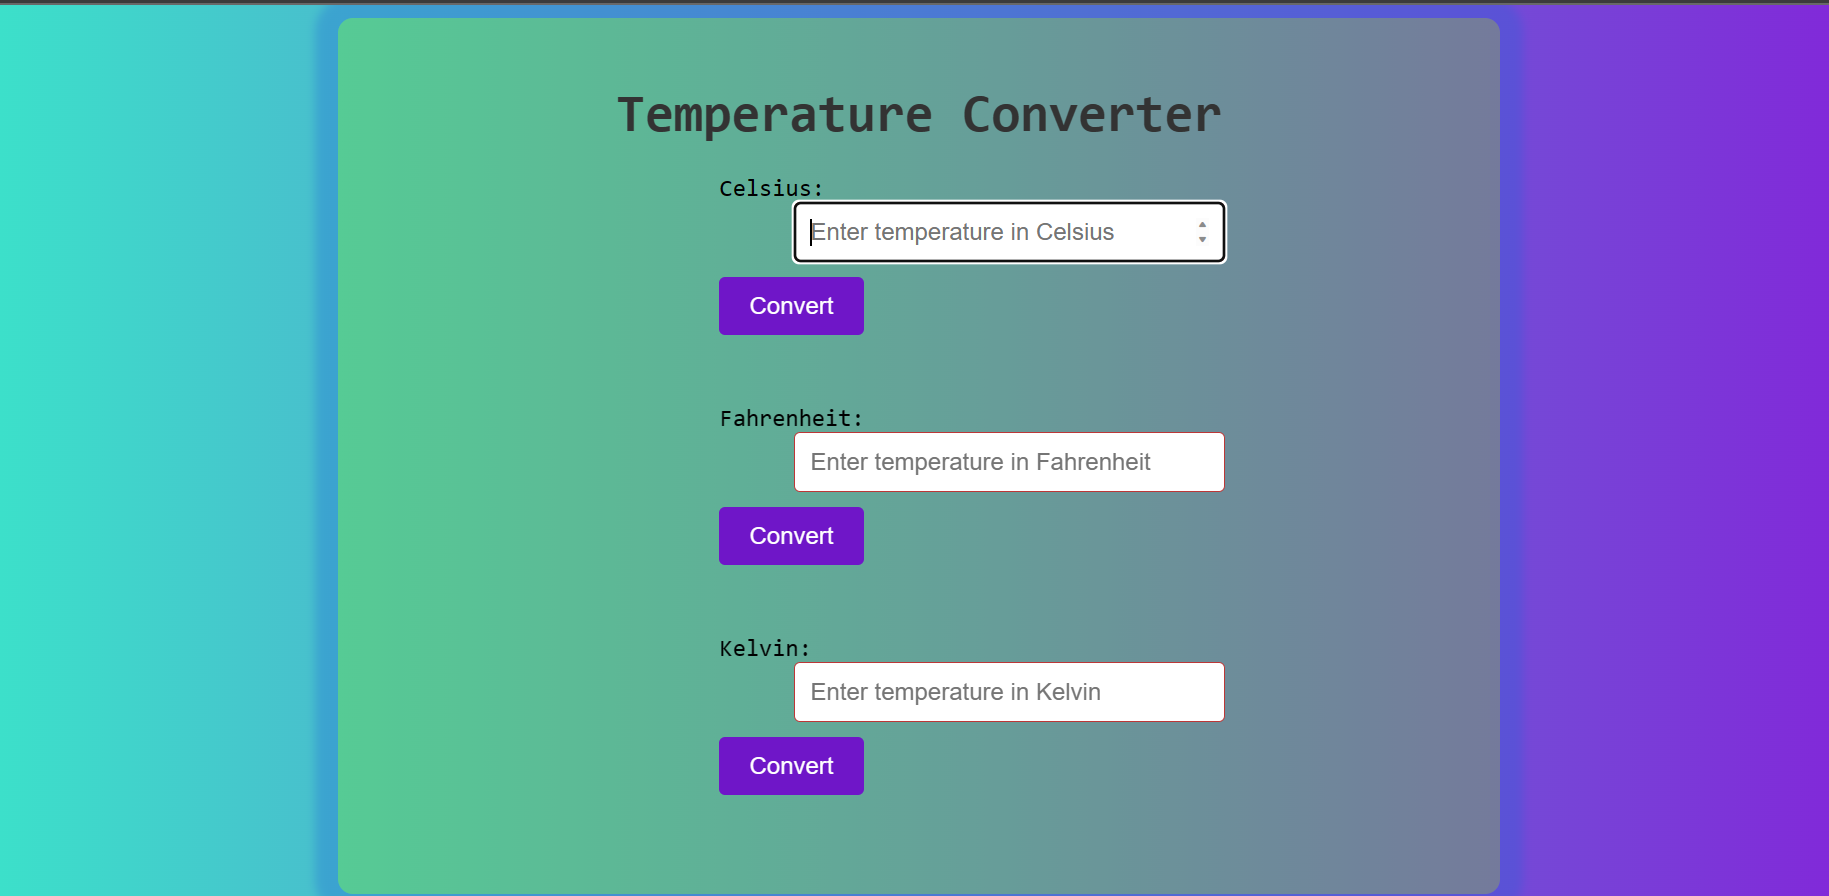 Temperature Converter
Celsius:
Enter temperature in Celsius
Convert
Fahrenheit:
Enter temperature in Fahrenheit
Convert
Kelvin:
Enter temperature in Kelvin
Convert